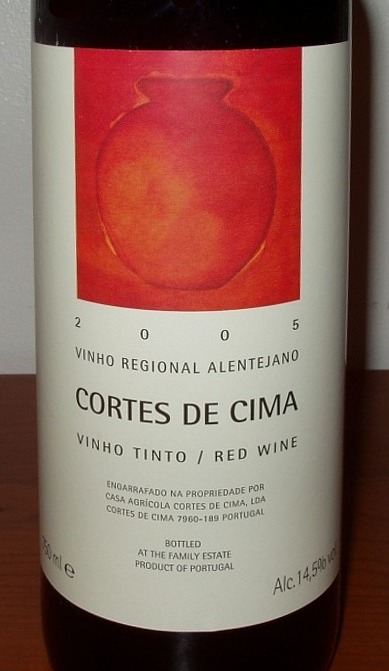 2 0 0 5
VINHO REGIONAL ALENTEJANO
CORTES DE CIMA
VINHO TINTO / RED WINE
ENGARRAFADO NA PROPRIEDADE POR
CASA AGRÍCOLA CORTES DE CIMA, LDA
CORTES DE CIMA 7960-189 PORTUGAL
BOTTLED
AT THE FAMILY ESTATE
PRODUCT OF PORTUGAL
750 ml e
Alc.14,5% vol